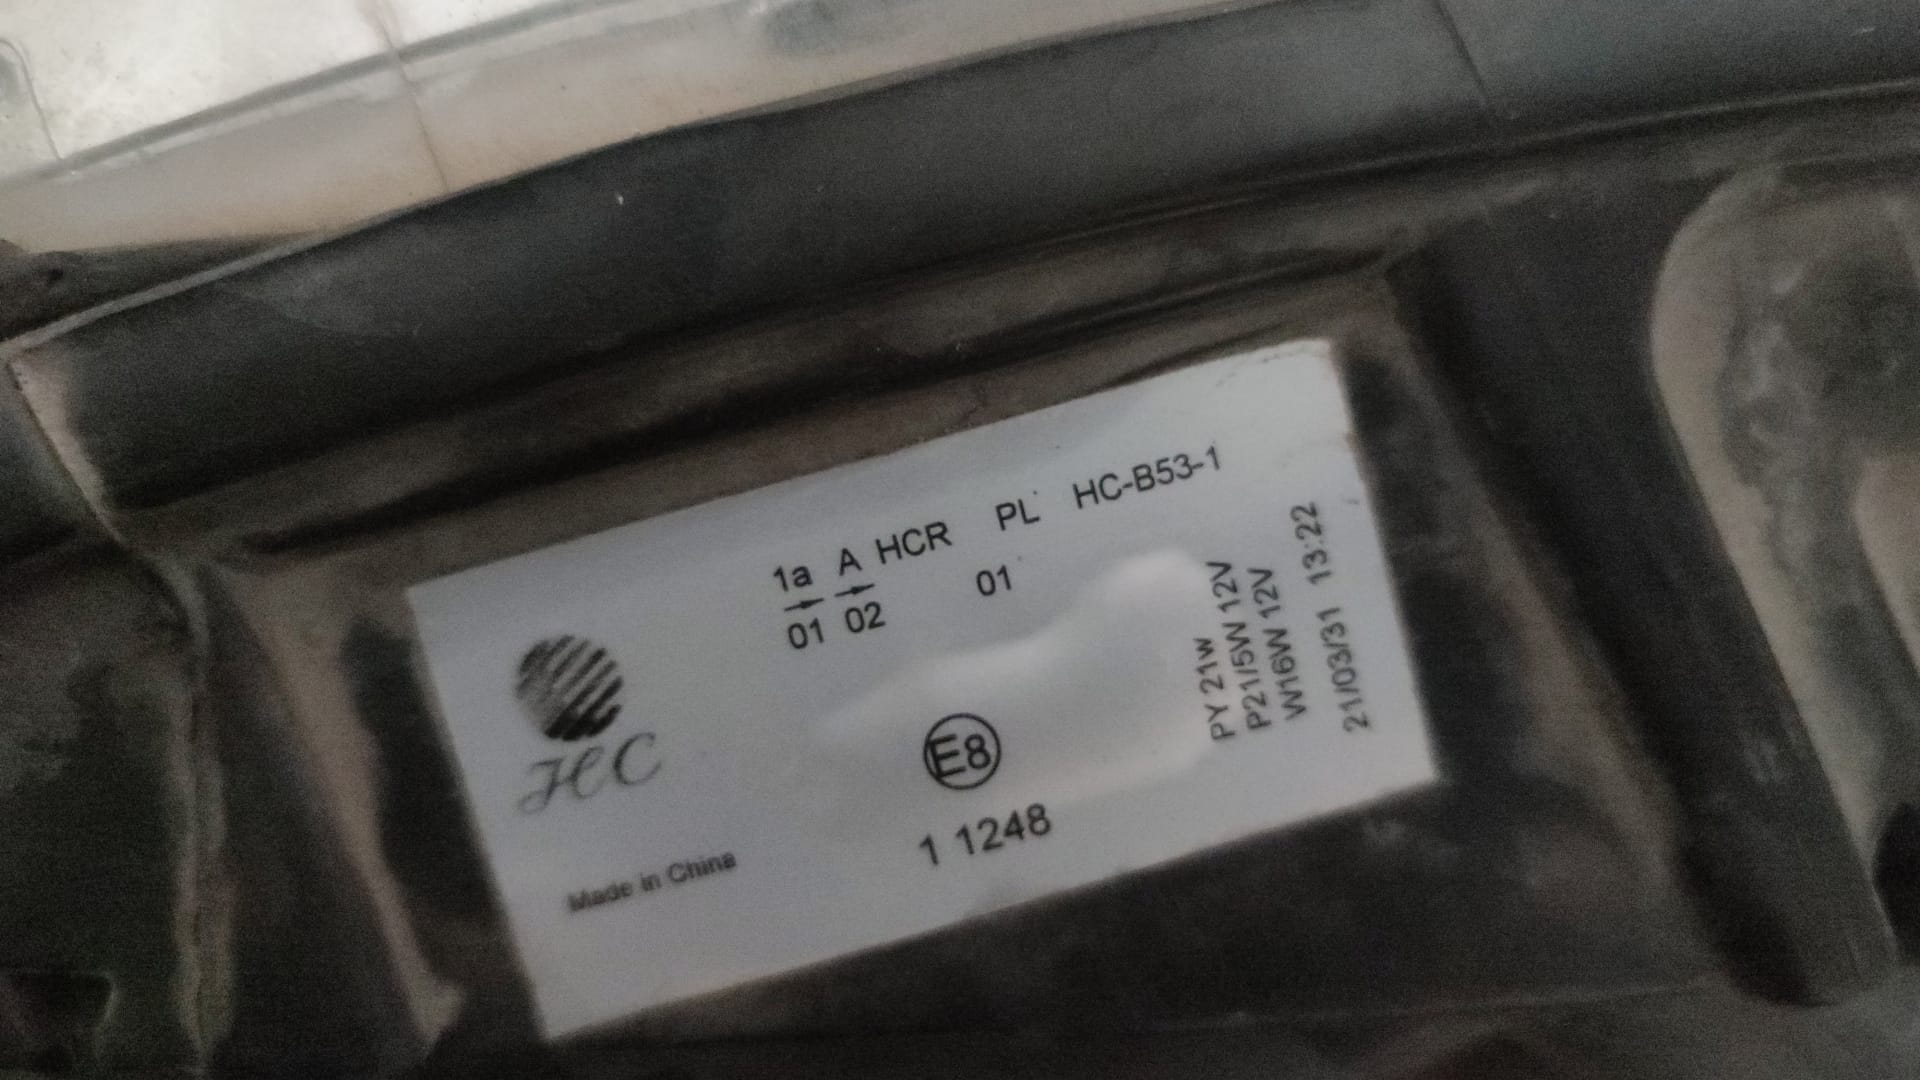 1a A HCR PL HC-B53-1
01 02 01
HC
E8
1 1248
Made in China
PY 21w
P21/5W 12V
W16W 12V
21/03/31 13:22